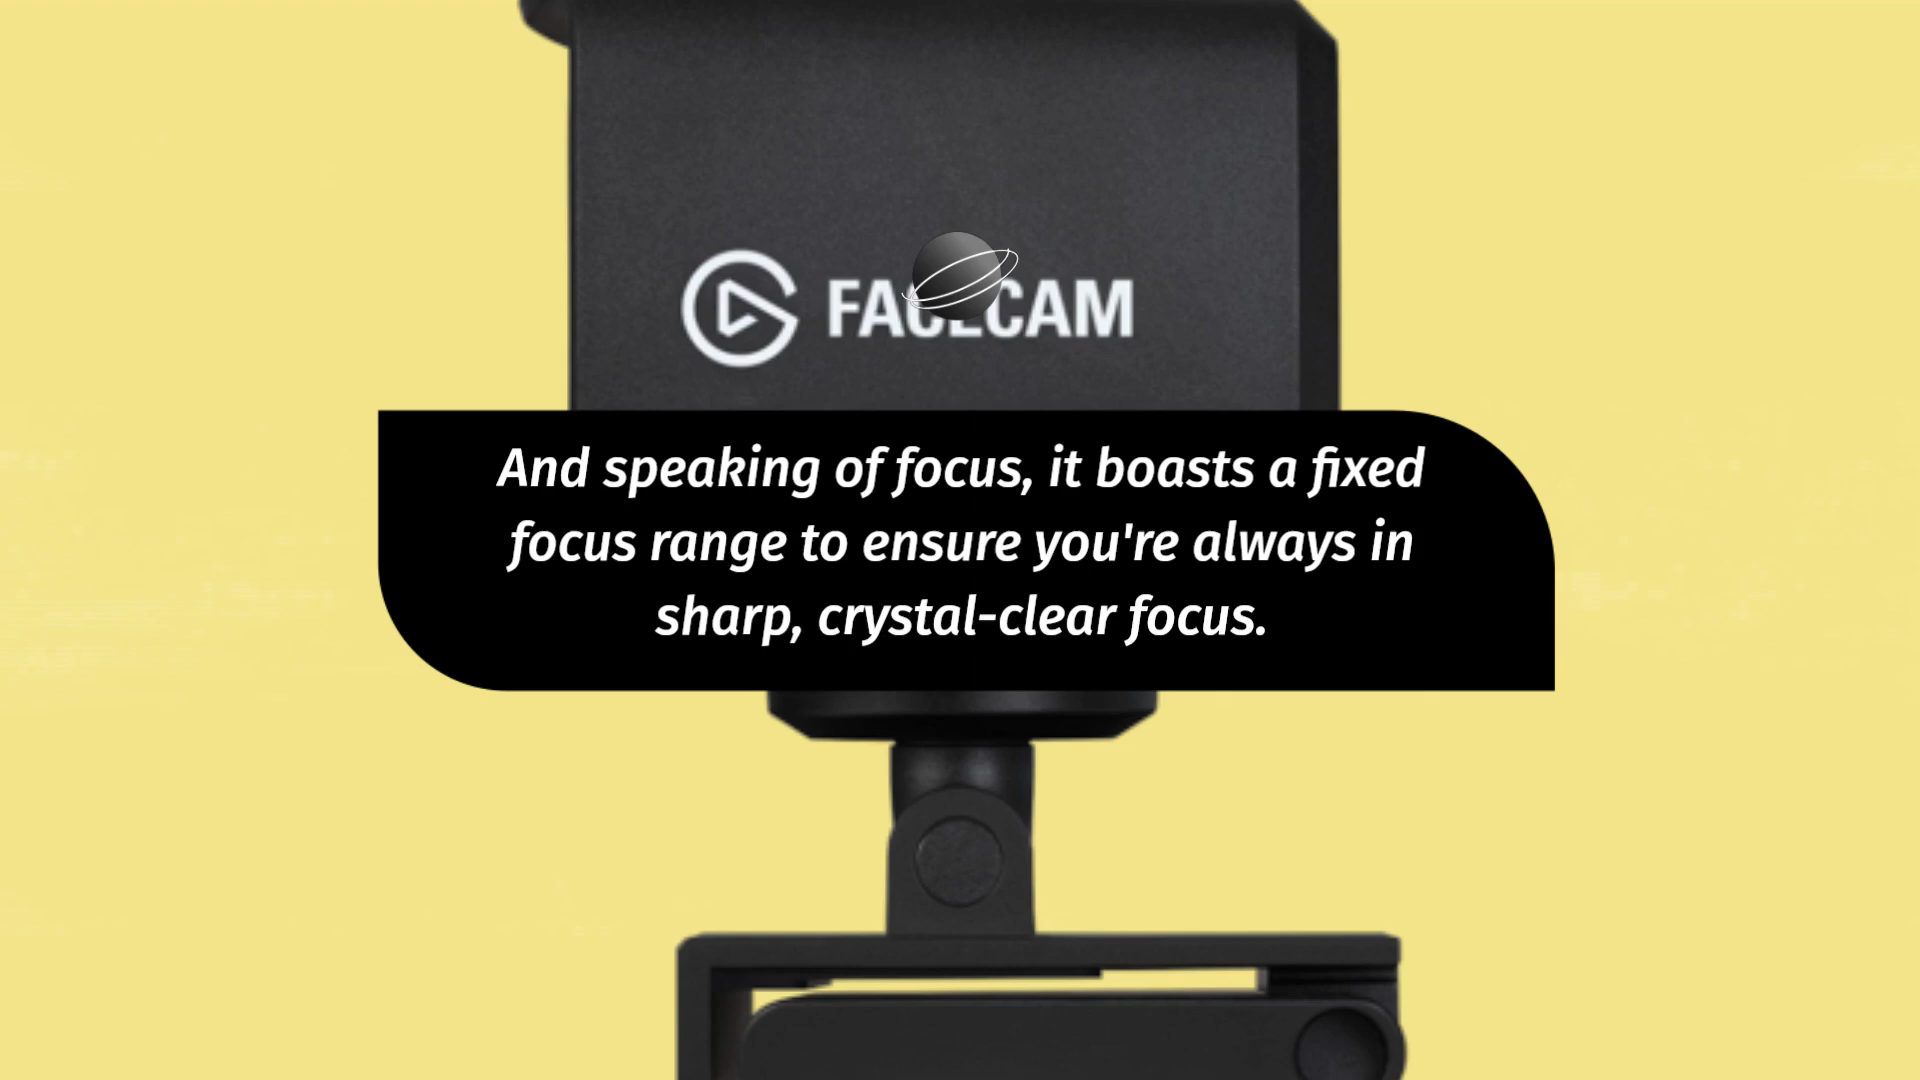 FACECAM
And speaking of focus, it boasts a fixed
focus range to ensure you're always in
sharp, crystal-clear focus.